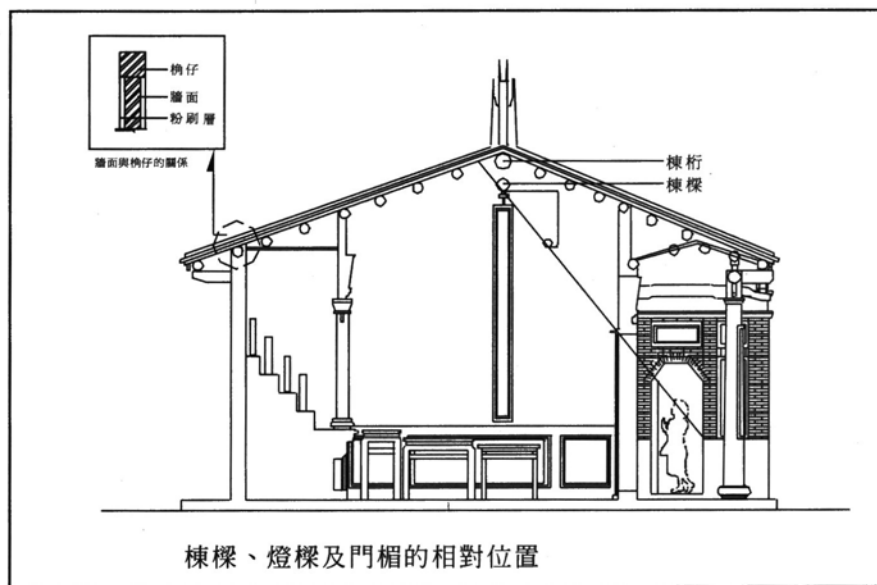 桷仔
牆面
粉刷層
牆面與桷仔的關係
棟桁
棟樑
棟樑、燈樑及門楣的相對位置